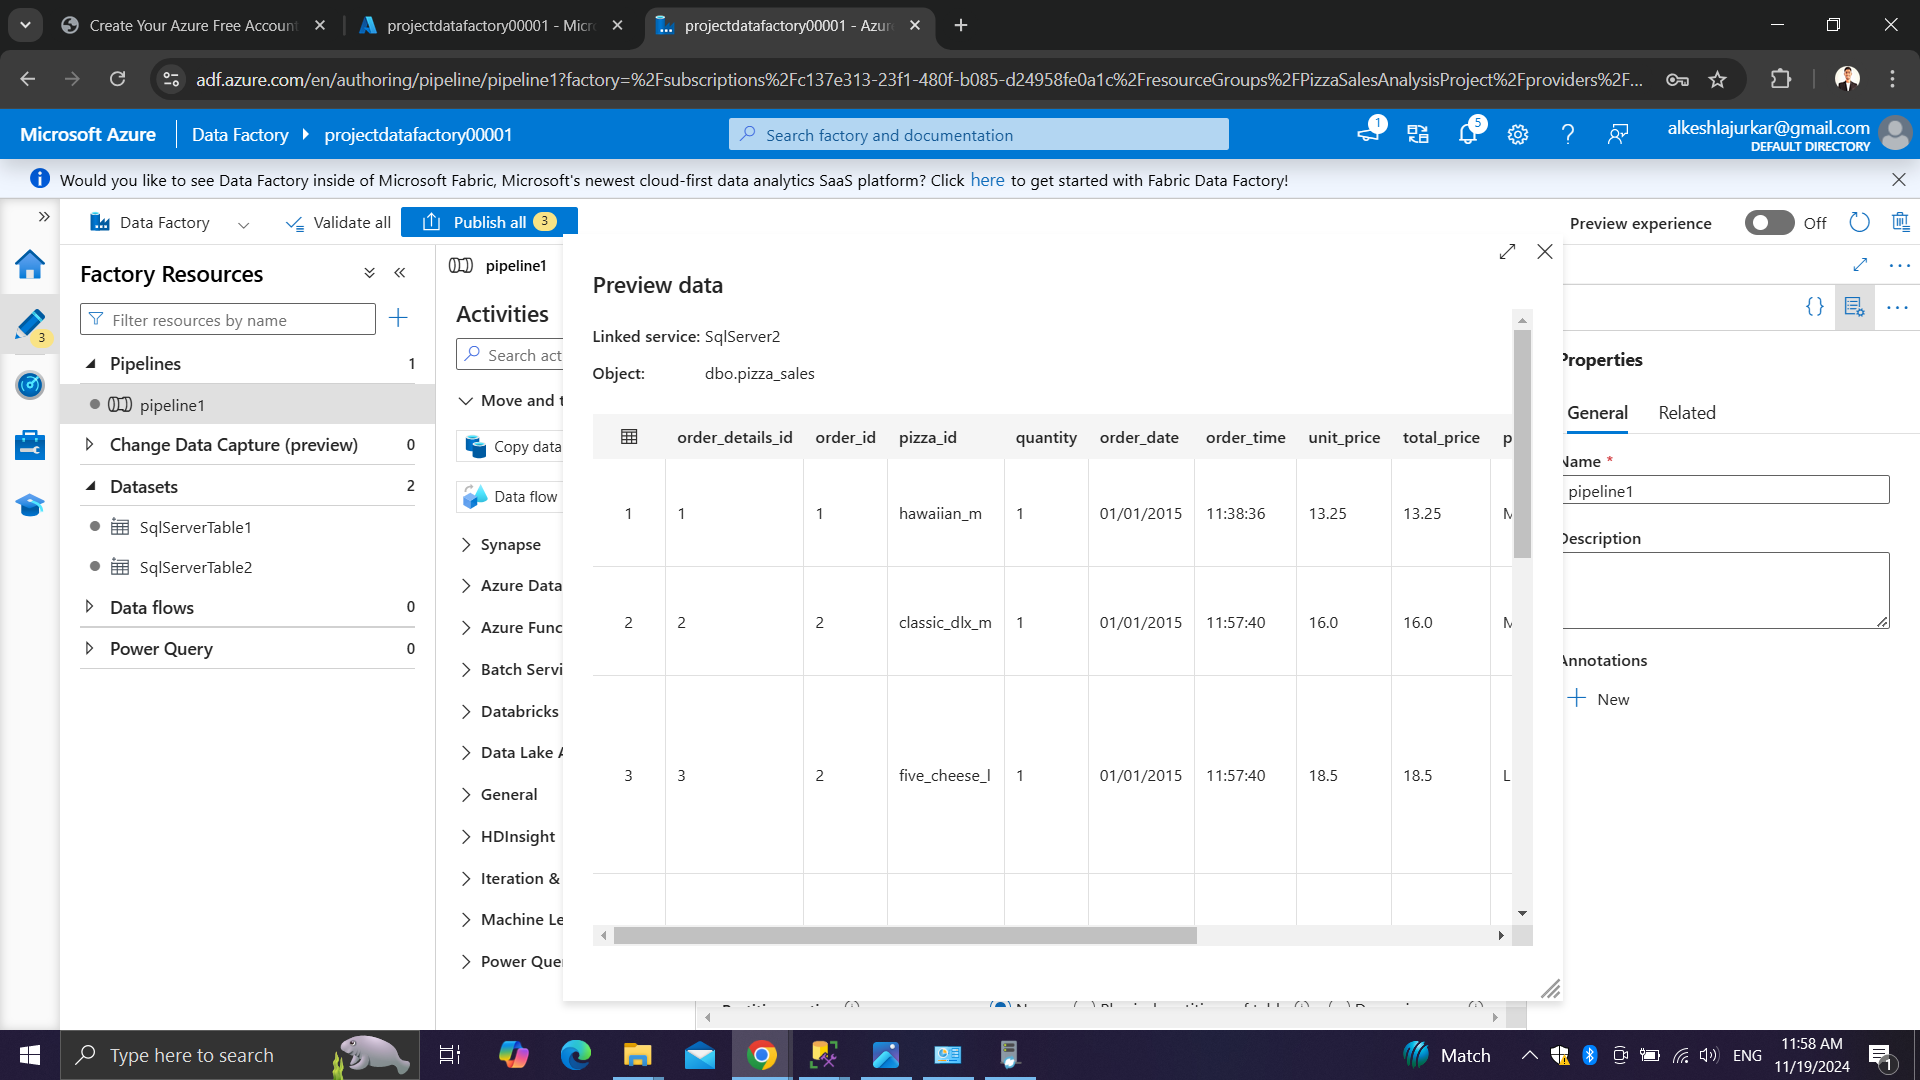 Create Your Azure Free Account
projectdatafactory00001 - Micr
projectdatafactory00001 - Azur
adf.azure.com/en/authoring/pipeline/pipeline1?factory=%2Fsubscriptions%2Fc137e313-23f1-480f-b085-d24958fe0a1c%2FresourceGroups%2FPizzaSalesAnalysisProject%2Fproviders%2F...
Microsoft Azure
Data Factory
projectdatafactory00001
Search factory and documentation
1
5
alkeshlajurkar@gmail.com
DEFAULT DIRECTORY
Would you like to see Data Factory inside of Microsoft Fabric, Microsoft's newest cloud-first data analytics SaaS platform? Click here to get started with Fabric Data Factory!
Data Factory
Validate all
Publish all 3
Preview experience
Off
3
Factory Resources
Filter resources by name
Pipelines 1
pipeline1
Change Data Capture (preview) 0
Datasets 2
SqlServerTable1
SqlServerTable2
Data flows 0
Power Query 0
pipeline1
Activities
Search act
Move and t
Copy data
Data flow
Synapse
Azure Data
Azure Func
Batch Servi
Databricks
Data Lake A
General
HDInsight
Iteration &
Machine Le
Power Que
Preview data
Linked service: SqlServer2
Object: dbo.pizza_sales
order_details_id order_id pizza_id quantity order_date order_time unit_price total_price p
1 1 1 hawaiian_m 1 01/01/2015 11:38:36 13.25 13.25 M
2 2 2 classic_dlx_m 1 01/01/2015 11:57:40 16.0 16.0 M
3 3 2 five_cheese_l 1 01/01/2015 11:57:40 18.5 18.5 L
Properties
General Related
Name *
pipeline1
Description
Annotations
New
Type here to search
Match
ENG
11:58 AM
11/19/2024
1